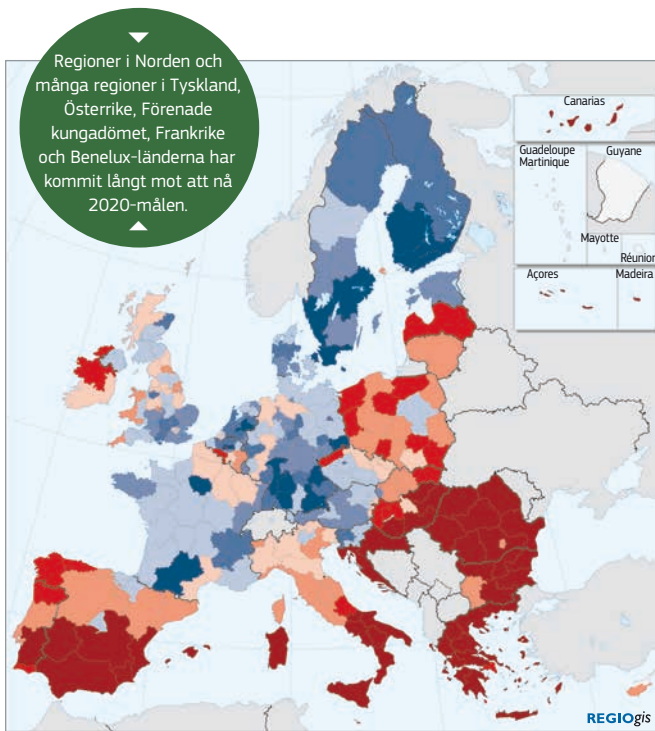 Regioner i Norden och
många regioner i Tyskland,
Österrike, Förenade
kungadömet, Frankrike
och Benelux-länderna har
kommit långt mot att nå
2020-målen.
Canarias
Guadeloupe
Martinique
Guyane
Mayotte
Réunion
Açores
Madeira
REGIOgis